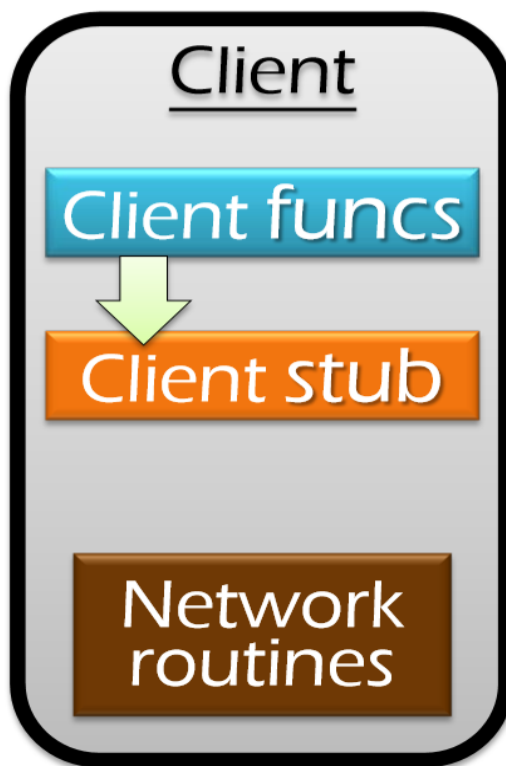 Client
Client funcs
Client stub
Network
routines